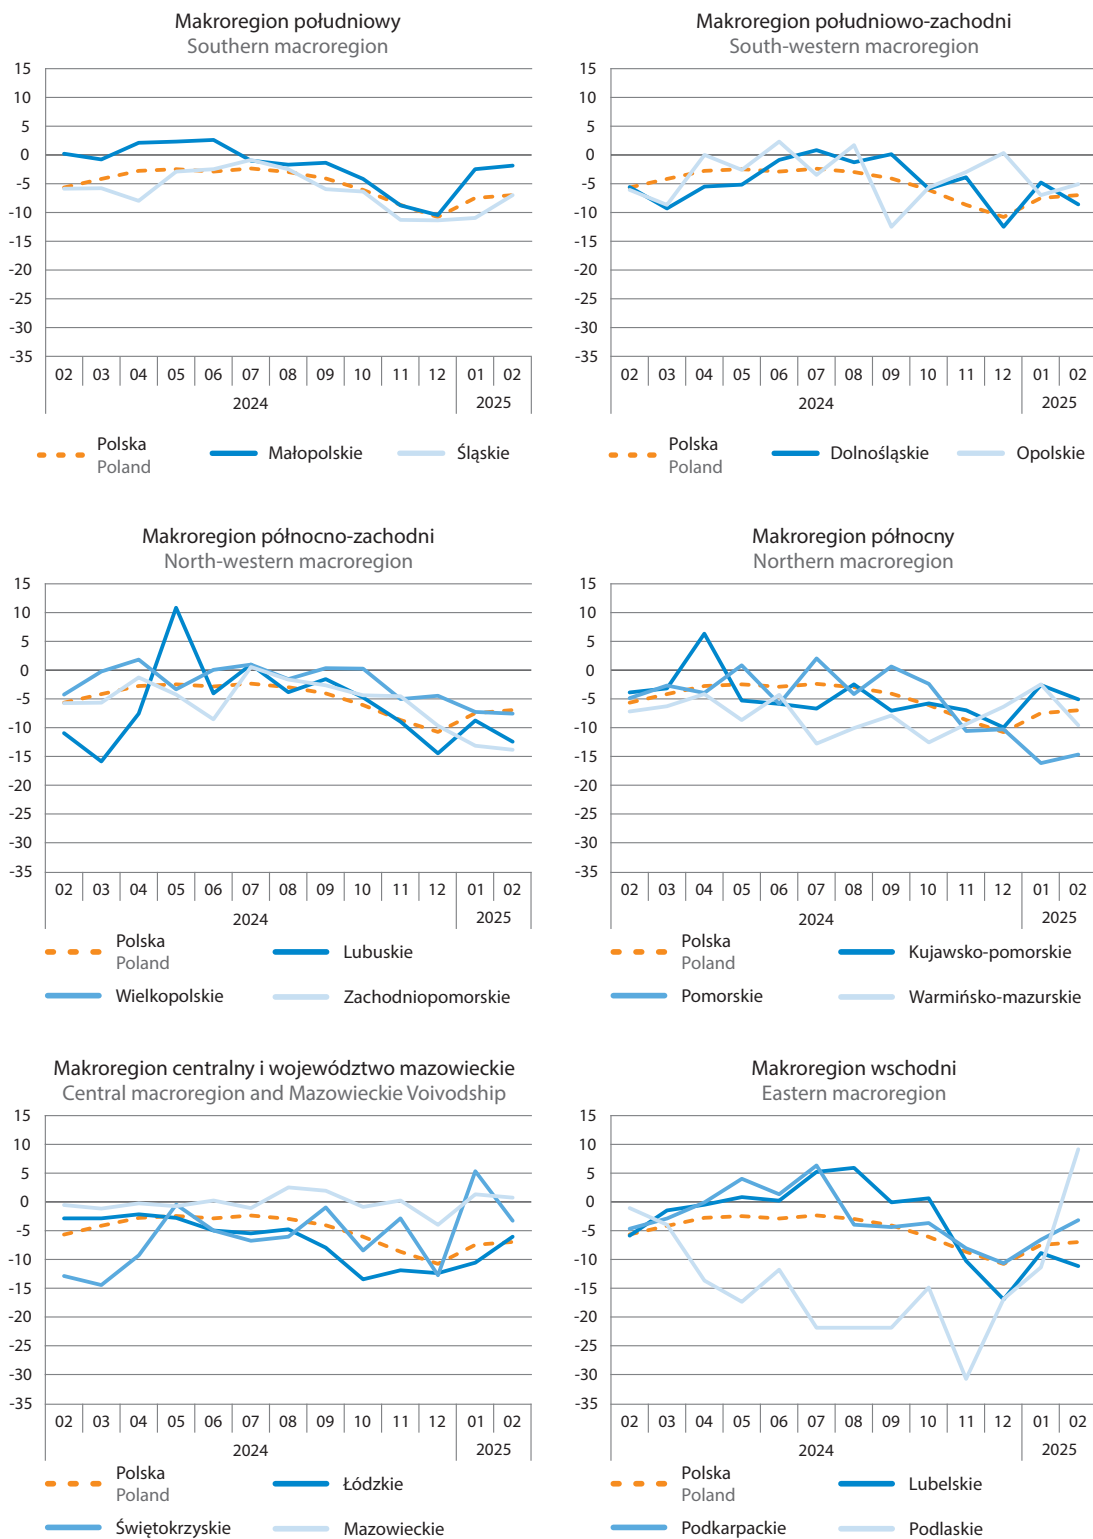 Makroregion południowy
Southern macroregion
15
10
5
0
-5
-10
-15
-20
-25
-30
-35
02 03 04 05 06 07 08 09 10 11 12 01 02
2024 2025
Polska
Poland
Małopolskie
Śląskie
Makroregion południowo-zachodni
South-western macroregion
15
10
5
0
-5
-10
-15
-20
-25
-30
-35
02 03 04 05 06 07 08 09 10 11 12 01 02
2024 2025
Polska
Poland
Dolnośląskie
Opolskie
Makroregion północno-zachodni
North-western macroregion
15
10
5
0
-5
-10
-15
-20
-25
-30
-35
02 03 04 05 06 07 08 09 10 11 12 01 02
2024 2025
Polska
Poland
Lubuskie
Wielkopolskie
Zachodniopomorskie
Makroregion północny
Northern macroregion
15
10
5
0
-5
-10
-15
-20
-25
-30
-35
02 03 04 05 06 07 08 09 10 11 12 01 02
2024 2025
Polska
Poland
Kujawsko-pomorskie
Pomorskie
Warmińsko-mazurskie
Makroregion centralny i województwo mazowieckie
Central macroregion and Mazowieckie Voivodship
15
10
5
0
-5
-10
-15
-20
-25
-30
-35
02 03 04 05 06 07 08 09 10 11 12 01 02
2024 2025
Polska
Poland
Łódzkie
Świętokrzyskie
Mazowieckie
Makroregion wschodni
Eastern macroregion
15
10
5
0
-5
-10
-15
-20
-25
-30
-35
02 03 04 05 06 07 08 09 10 11 12 01 02
2024 2025
Polska
Poland
Lubelskie
Podkarpackie
Podlaskie